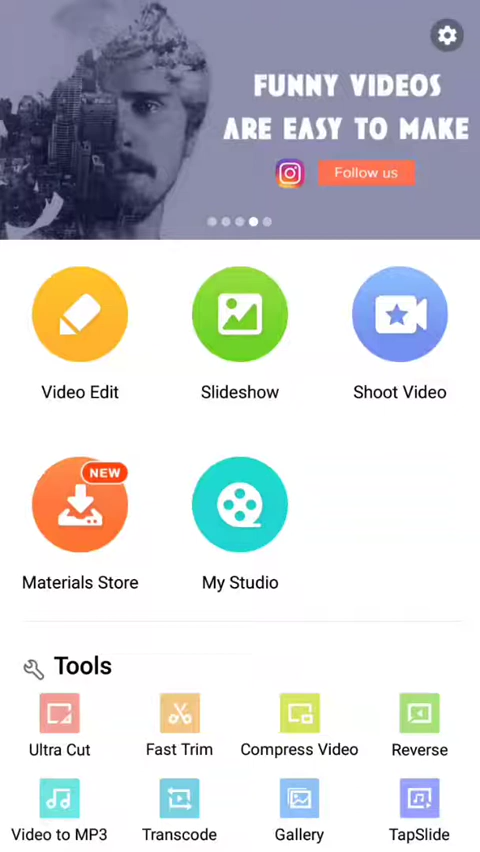 FUNNY VIDEOS
ARE EASY TO MAKE
Follow us
Video Edit
Slideshow
Shoot Video
NEW
Materials Store
My Studio
Tools
Ultra Cut
Fast Trim
Compress Video
Reverse
Video to MP3
Transcode
Gallery
TapSlide